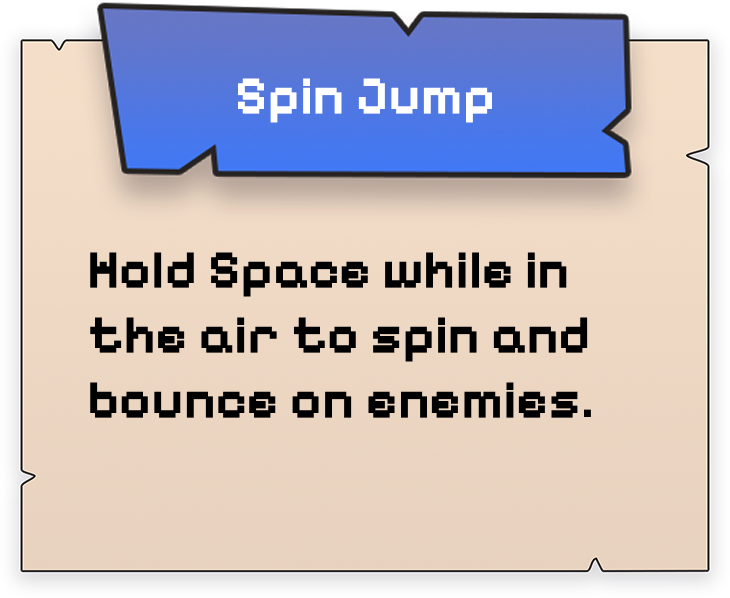 Spin Jump
Hold Space while in
the air to spin and
bounce on enemies.